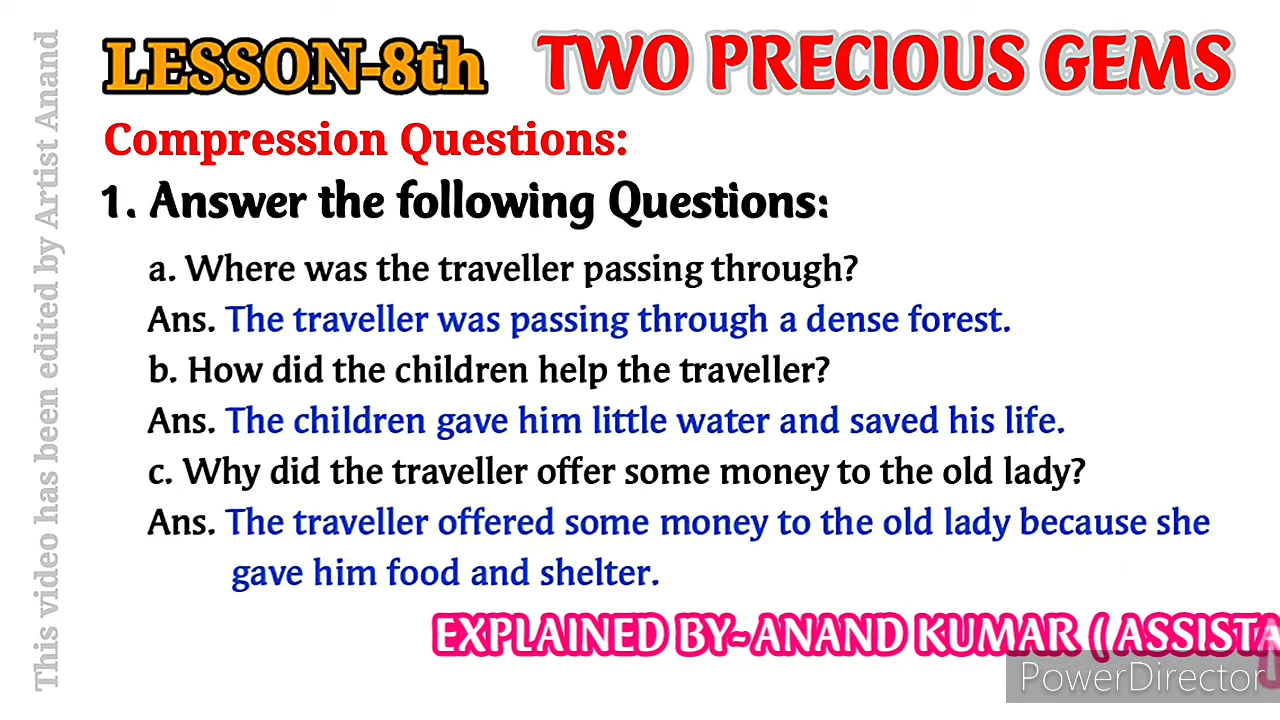 LESSON-8th TWO PRECIOUS GEMS
Compression Questions:
1. Answer the following Questions:
a. Where was the traveller passing through?
Ans. The traveller was passing through a dense forest.
b. How did the children help the traveller?
Ans. The children gave him little water and saved his life.
c. Why did the traveller offer some money to the old lady?
Ans. The traveller offered some money to the old lady because she
gave him food and shelter.
EXPLAINED BY~ANAND KUMAR ( ASSISTA
PowerDirector
This video has been edited by Artist Anand